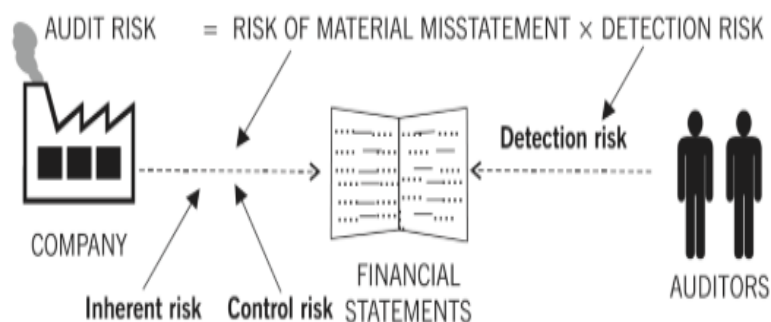 AUDIT RISK = RISK OF MATERIAL MISSTATEMENT × DETECTION RISK
Detection risk
COMPANY
FINANCIAL
STATEMENTS
AUDITORS
Inherent risk
Control risk